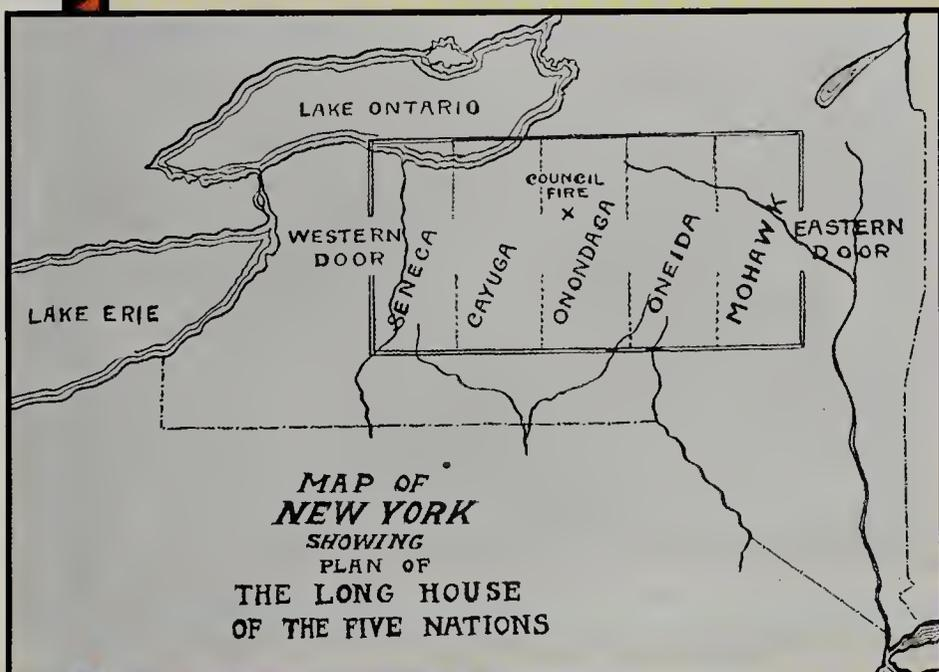 LAKE ONTARIO
COUNCIL
FIRE
X
WESTERN
DOOR
EASTERN
DOOR
SENECA
CAYUGA
ONONDAGA
ONEIDA
MOHAWK
LAKE ERIE
MAP OF
NEW YORK
SHOWING
PLAN OF
THE LONG HOUSE
OF THE FIVE NATIONS